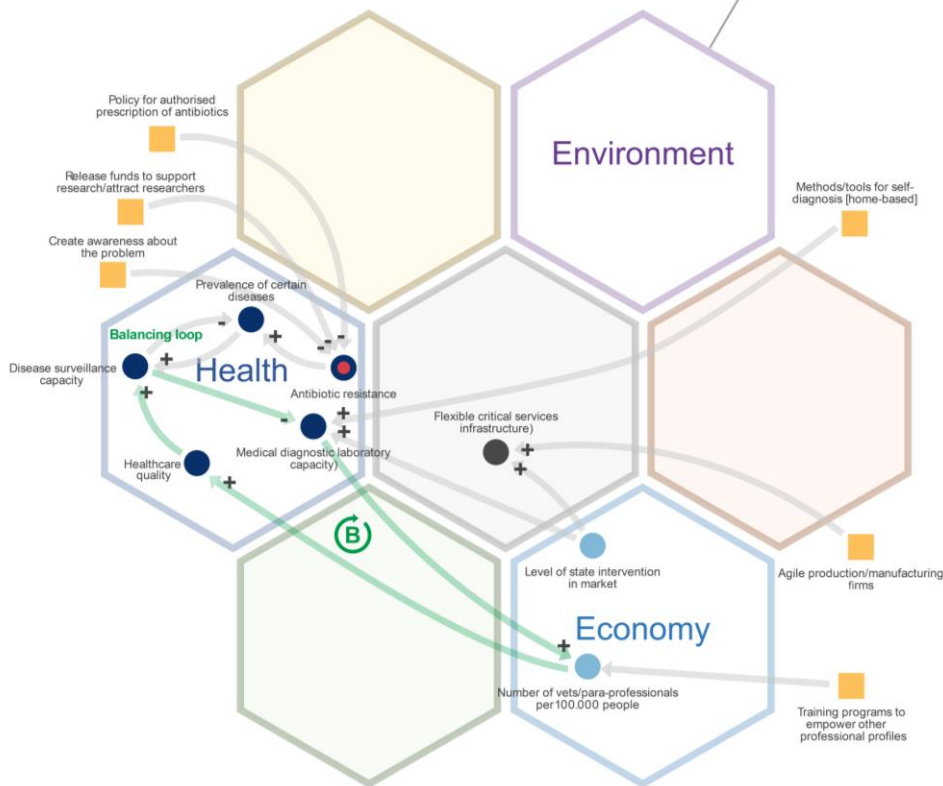 Policy for authorised
prescription of antibiotics
Environment
Release funds to support
research/attract researchers
Methods/tools for self-
diagnosis [home-based]
Create awareness about
the problem
Prevalence of certain
diseases
-
+
-
-
-
Balancing loop
+
Health
Disease surveillance
capacity
+
Antibiotic resistance
+
-
+
Flexible critical services
infrastructure)
Medical diagnostic laboratory
capacity)
+
+
Healthcare
quality
+
B
Level of state intervention
in market
Agile production/manufacturing
firms
Economy
+
Number of vets/para-professionals
per100.000 people
Training programs to
empower other
professional profiles